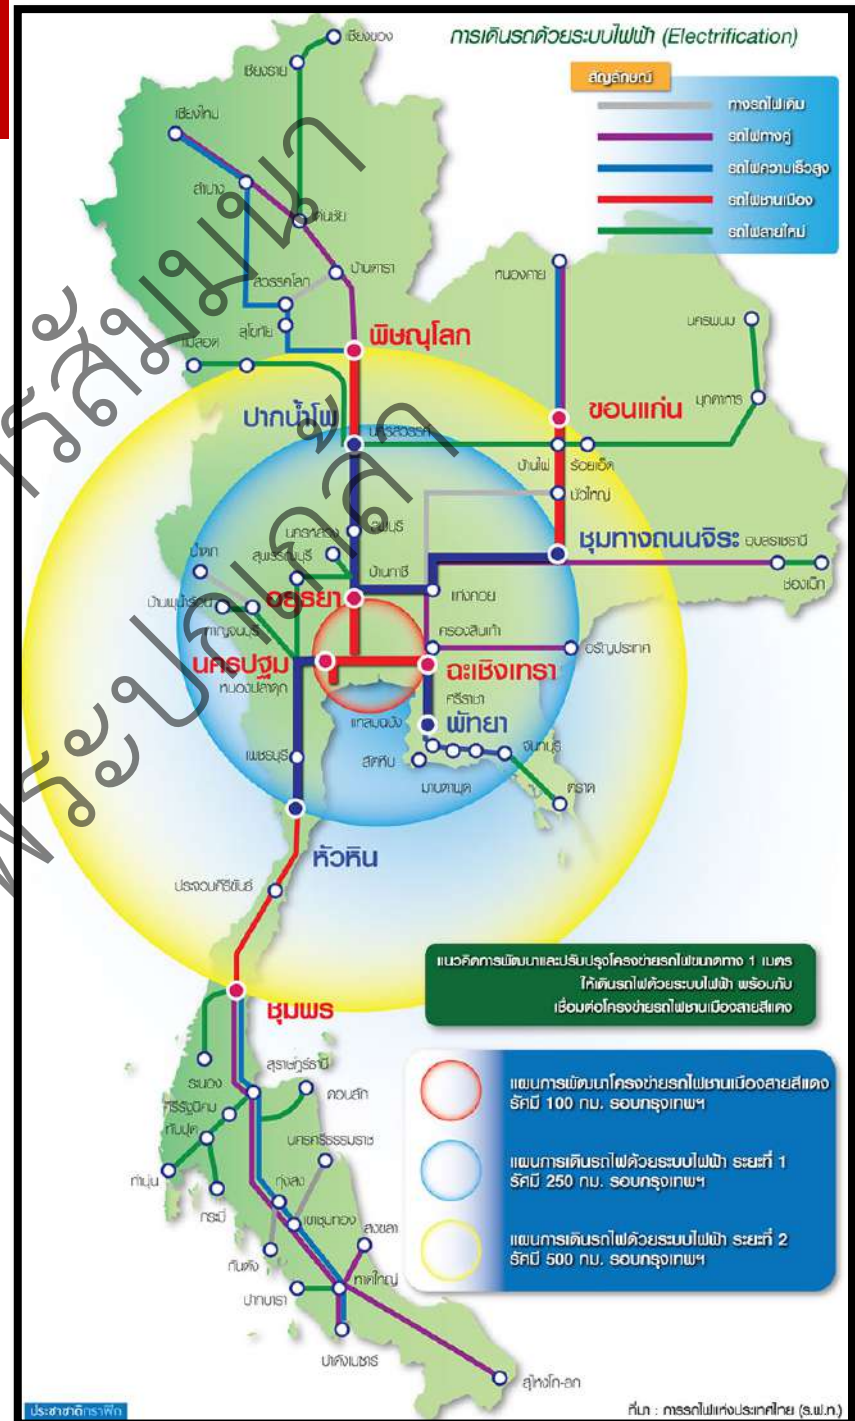 การเดินรถด้วยระบบไฟฟ้า (Electrification)
สัญลักษณ์
ทางรถไฟเดิม
รถไฟทางคู่
รถไฟความเร็วสูง
รถไฟชานเมือง
รถไฟสายใหม่
เชียงของ
เชียงราย
เชียงใหม่
ลำปาง
เด่นชัย
บ้านดารา
สวรรคโลก
สุโขทัย
แม่สอด
พิษณุโลก
หนองคาย
นครพนม
มุกดาหาร
ขอนแก่น
ปากน้ำโพ
นครสวรรค์
บ้านไผ่
ร้อยเอ็ด
บัวใหญ่
ชุมทางถนนจิระ
อุบลราชธานี
ช่องเม็ก
ลพบุรี
นครหลวง
สุพรรณบุรี
บ้านภาชี
น้ำตก
แก่งคอย
บ้านพุน้ำร้อน
อยุธยา
กาญจนบุรี
คลองสิบเก้า
อรัญประเทศ
นครปฐม
ฉะเชิงเทรา
หนองปลาดุก
ศรีราชา
แหลมฉบัง
พัทยา
เพชรบุรี
สัตหีบ
จันทบุรี
มาบตาพุด
ตราด
หัวหิน
ประจวบคีรีขันธ์
แนวคิดการพัฒนาและปรับปรุงโครงข่ายรถไฟขนาดทาง 1 เมตร
ให้เดินรถไฟด้วยระบบไฟฟ้า พร้อมกับ
เชื่อมต่อโครงข่ายรถไฟชานเมืองสายสีแดง
ชุมพร
ระนอง
สุราษฎร์ธานี
ดอนสัก
คีรีรัฐนิคม
ทับปุด
นครศรีธรรมราช
ท่านุ่น
กระบี่
ทุ่งสง
เขาชุมทอง
สงขลา
กันตัง
หาดใหญ่
ปากบารา
ปาดังเบซาร์
สุไหงโก-ลก
แผนการพัฒนาโครงข่ายรถไฟชานเมืองสายสีแดง
รัศมี 100 กม. รอบกรุงเทพฯ
แผนการเดินรถไฟด้วยระบบไฟฟ้า ระยะที่ 1
รัศมี 250 กม. รอบกรุงเทพฯ
แผนการเดินรถไฟด้วยระบบไฟฟ้า ระยะที่ 2
รัศมี 500 กม. รอบกรุงเทพฯ
ประชาชาติกราฟิก
ที่มา : การรถไฟแห่งประเทศไทย (ร.ฟ.ท.)